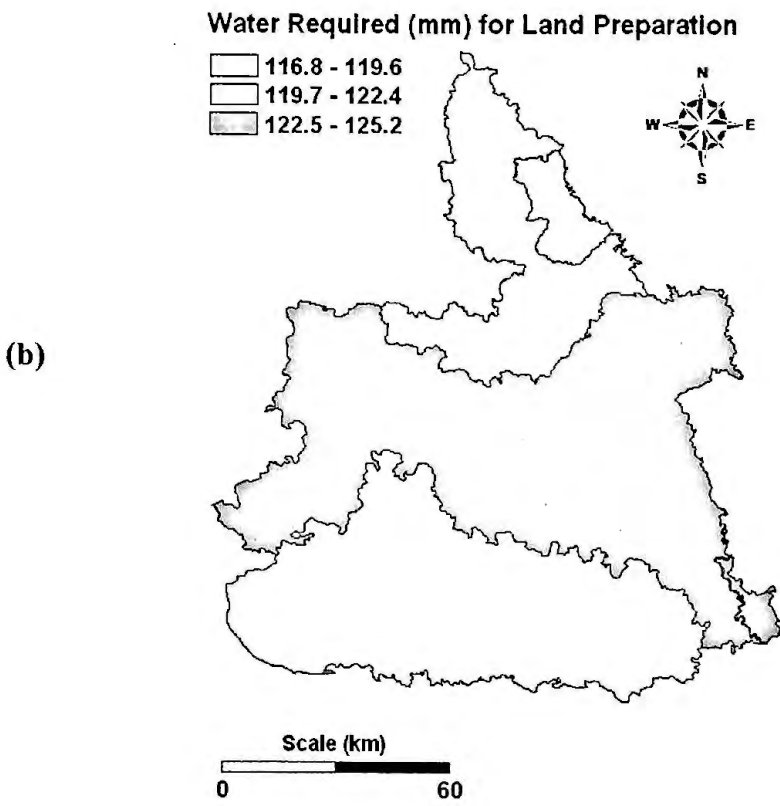 Water Required (mm) for Land Preparation
116.8 - 119.6
119.7 - 122.4
122.5 - 125.2
N
W E
S
(b)
Scale (km)
0 60